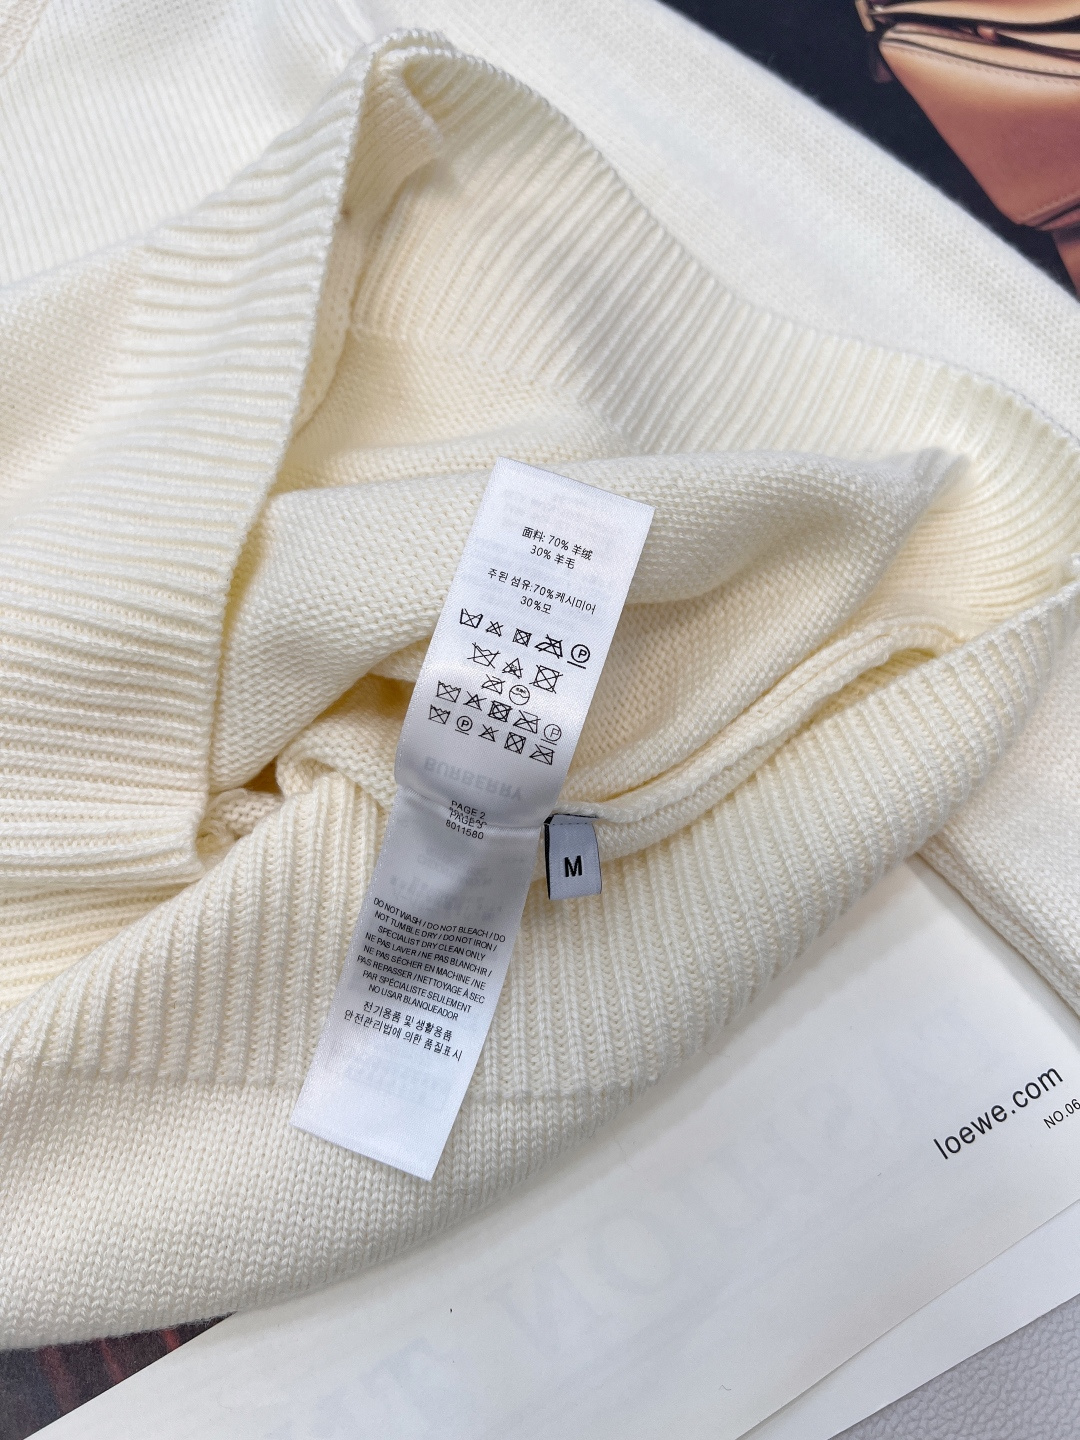 面料: 70% 羊绒
30% 羊毛
주된 섬유:70%캐시미어
30%모
P
P
P
BURBERRY
PAGE 2
8011580
M
DO NOT WASH / DO NOT BLEACH / DO
NOT TUMBLE DRY / DO NOT IRON /
SPECIALIST DRY CLEAN ONLY
NE PAS LAVER / NE PAS BLANCHIR /
NE PAS SÉCHER EN MACHINE / NE
PAS REPASSER / NETTOYAGE À SEC
PAR SPÉCIALISTE SEULEMENT
NO USAR BLANQUEADOR
전기용품 및 생활용품
안전관리법에 의한 품질표시
loewe.com
NO.06